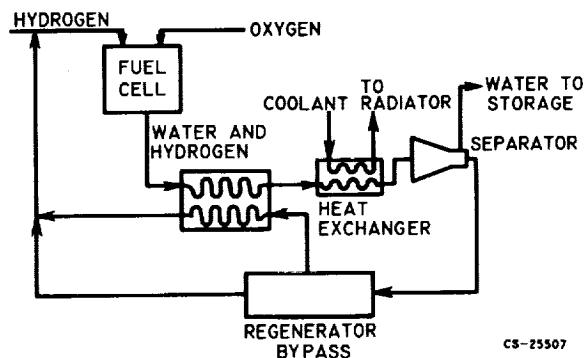 HYDROGEN
OXYGEN
FUEL
CELL
TO
COOLANT RADIATOR
WATER TO
STORAGE
WATER AND
HYDROGEN
SEPARATOR
HEAT
EXCHANGER
REGENERATOR
BYPASS
CS-25507